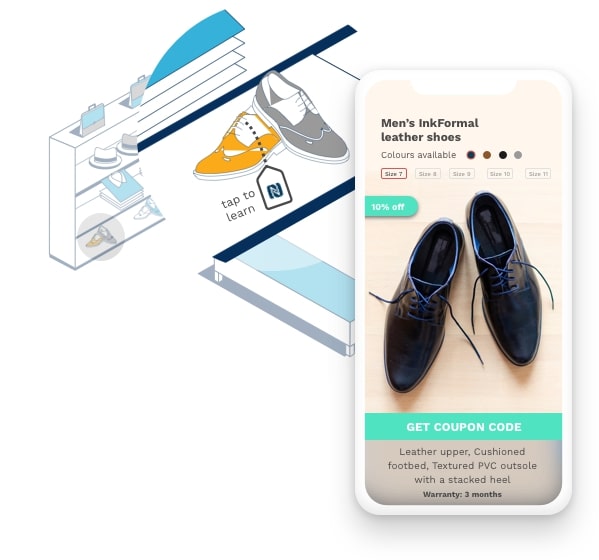 tap to
learn
Men's InkFormal
leather shoes
Colours available
Size 7
Size 8
Size 9
Size 10
Size 11
10% off
GET COUPON CODE
Leather upper, Cushioned
footbed, Textured PVC outsole
with a stacked heel
Warranty: 3 months